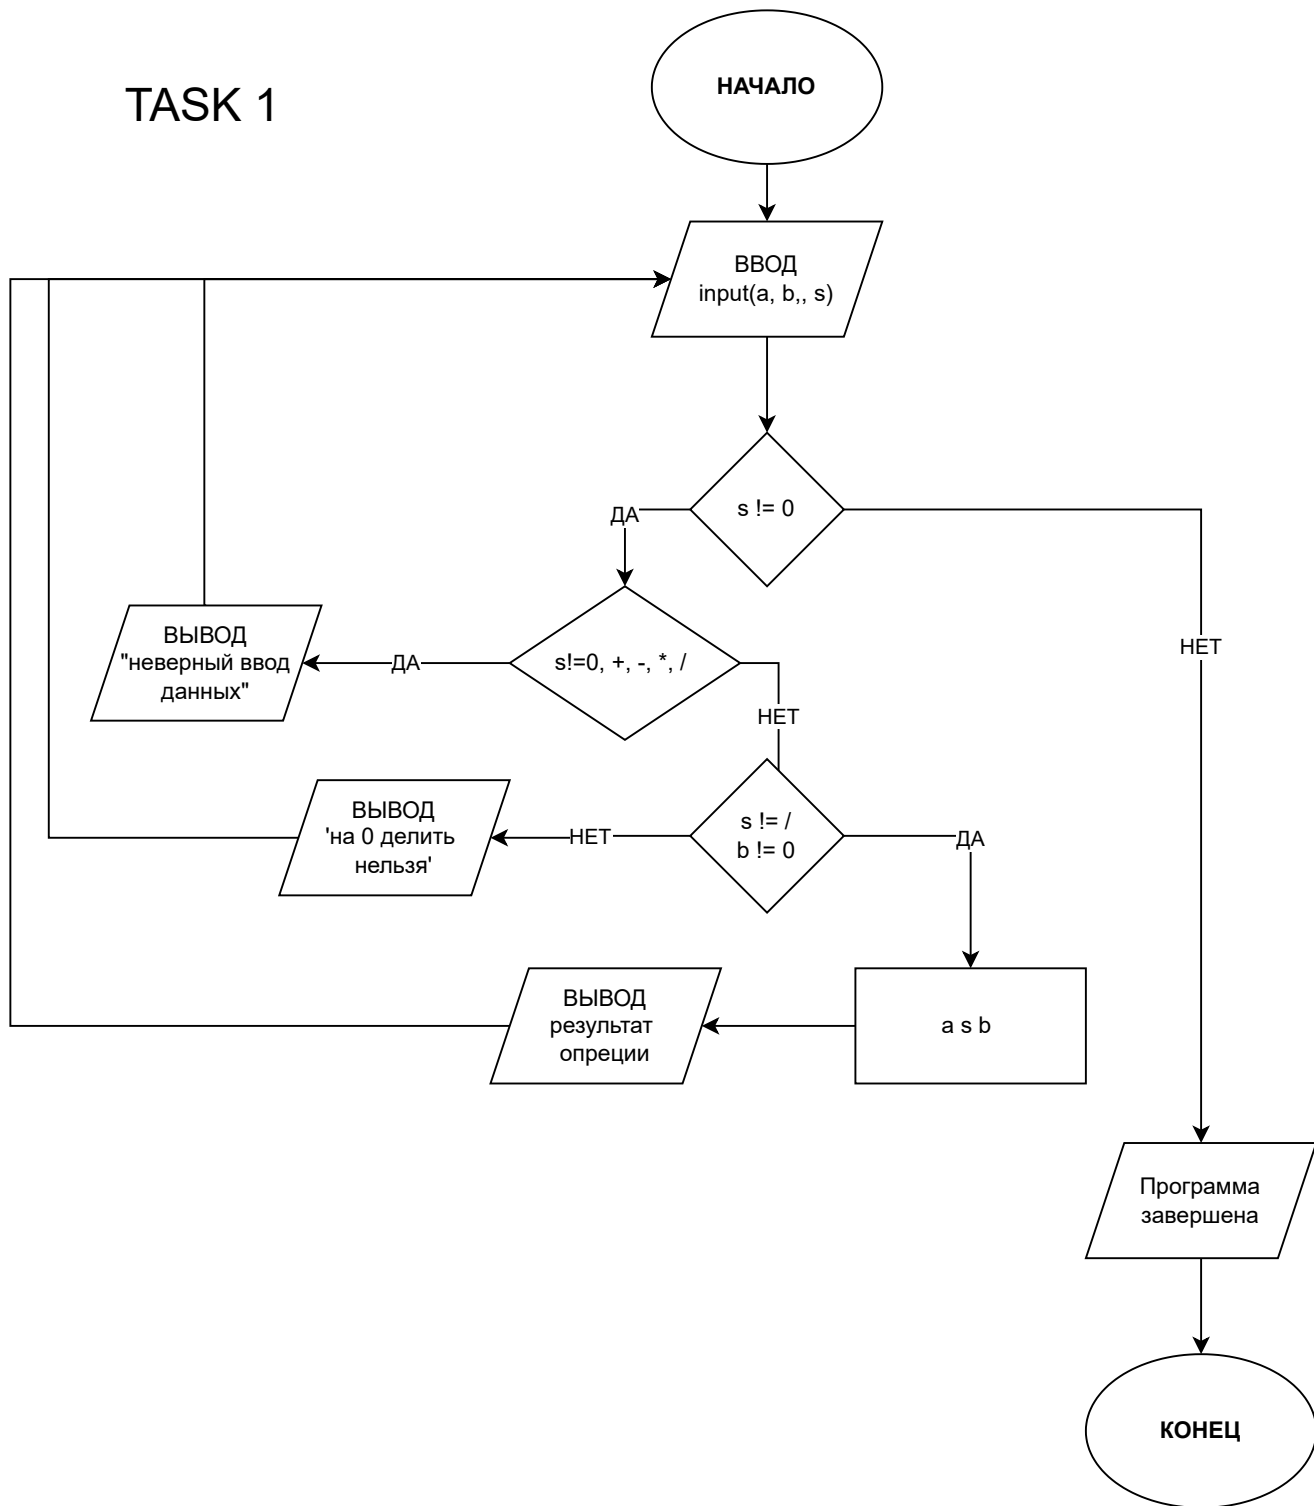 TASK 1
НАЧАЛО
ВВОД
input(a, b,, s)
s != 0
ДА
НЕТ
s!=0, +, -, *, /
ДА
ВЫВОД
"неверный ввод
данных"
НЕТ
s != /
b != 0
НЕТ
ВЫВОД
'на 0 делить
нельзя'
ДА
a s b
ВЫВОД
результат
опреции
Программа
завершена
КОНЕЦ